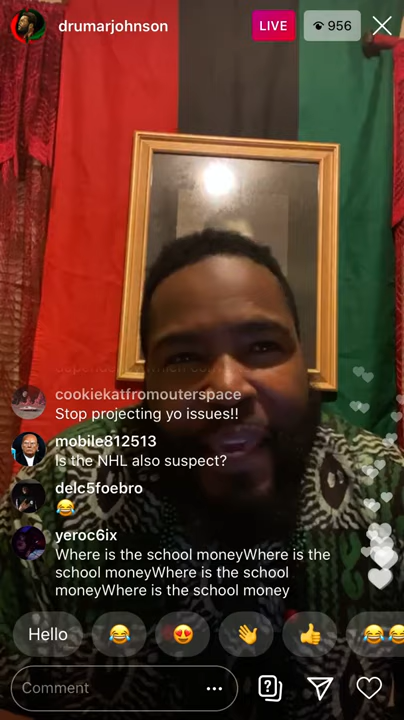 drumarjohnson
LIVE
956
cookiekatfromouterspace
Stop projecting yo issues!!
mobile812513
Is the NHL also suspect?
delc5foebro
😂
yeroc6ix
Where is the school moneyWhere is the
school moneyWhere is the school
moneyWhere is the school money
Hello 😂 😍 👋 👍 😂😂
Comment